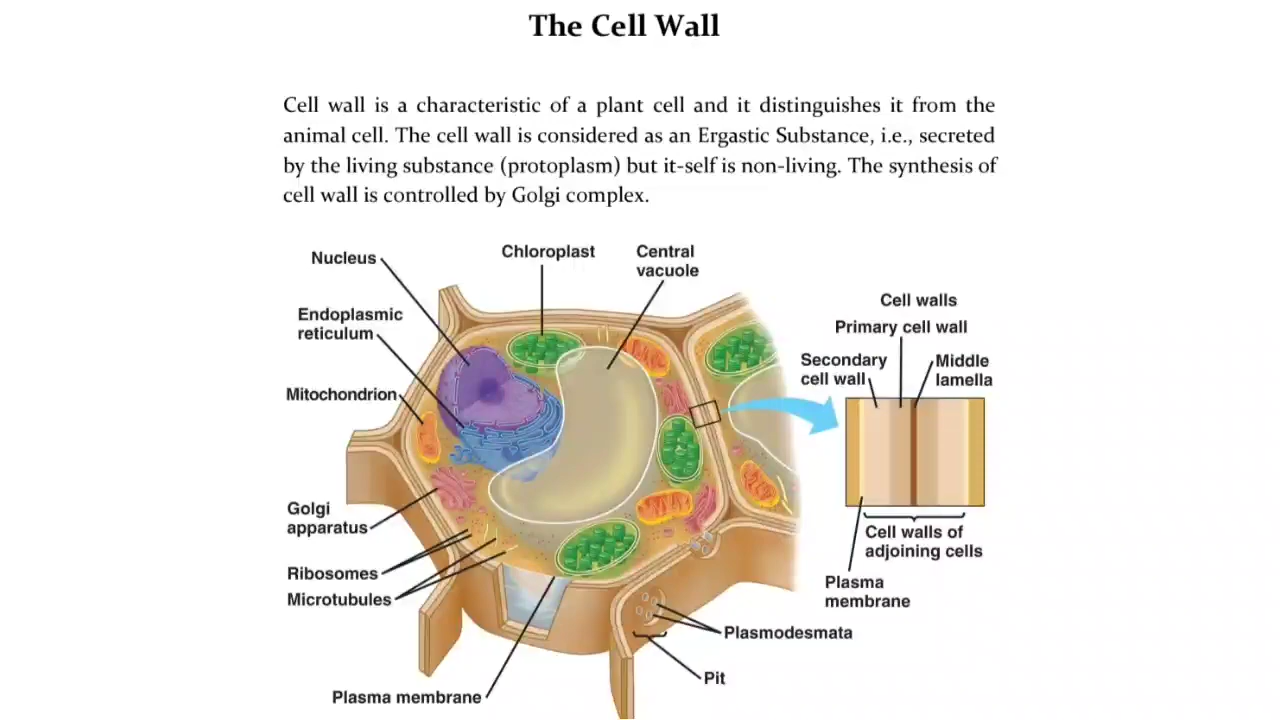 The Cell Wall
Cell wall is a characteristic of a plant cell and it distinguishes it from the
animal cell. The cell wall is considered as an Ergastic Substance, i.e., secreted
by the living substance (protoplasm) but it-self is non-living. The synthesis of
cell wall is controlled by Golgi complex.
Nucleus
Chloroplast
Central
vacuole
Endoplasmic
reticulum
Mitochondrion
Golgi
apparatus
Ribosomes
Microtubules
Plasma membrane
Cell walls
Primary cell wall
Secondary
cell wall
Middle
lamella
Cell walls of
adjoining cells
Plasma
membrane
Plasmodesmata
Pit